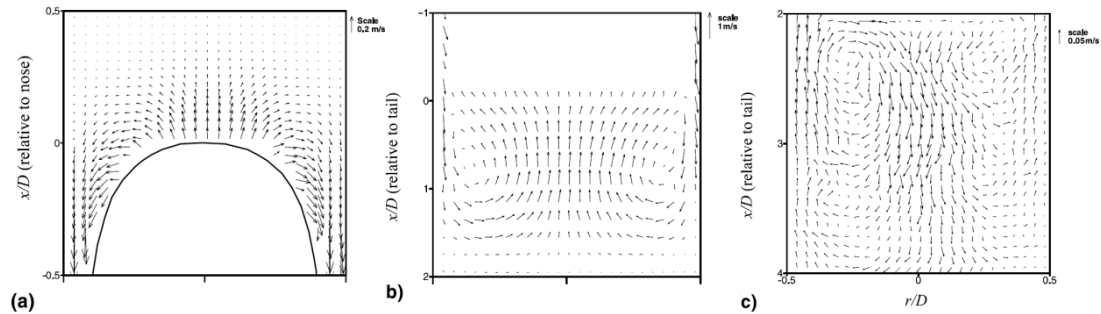 0.5
0
-0.5
x/D (relative to nose)
Scale
0.2 m/s
(a)
-1
0
1
2
x/D (relative to tail)
scale
1m/s
b)
2
3
4
x/D (relative to tail)
scale
0.05m/s
-0.5
0
0.5
r/D
c)